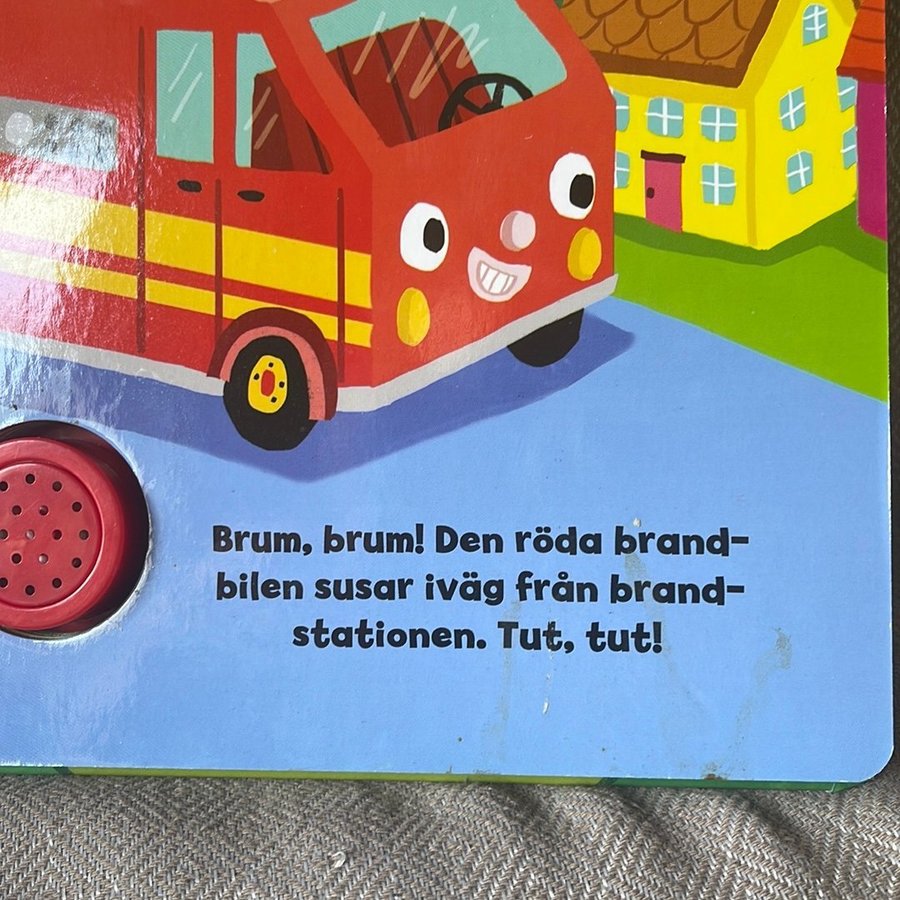 Brum, brum! Den röda brand-
bilen susar iväg från brand-
stationen. Tut, tut!